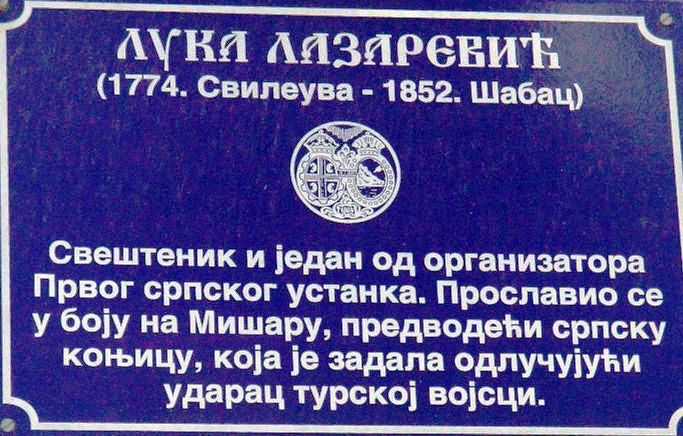 ЛУКА ЛАЗАРЕВИЋ
(1774. Свилеува - 1852. Шабац)
Свештеник и један од организатора
Првог српског устанка. Прославио се
у боју на Мишару, предводећи српску
коњицу, која је задала одлучујући
ударац турској војсци.